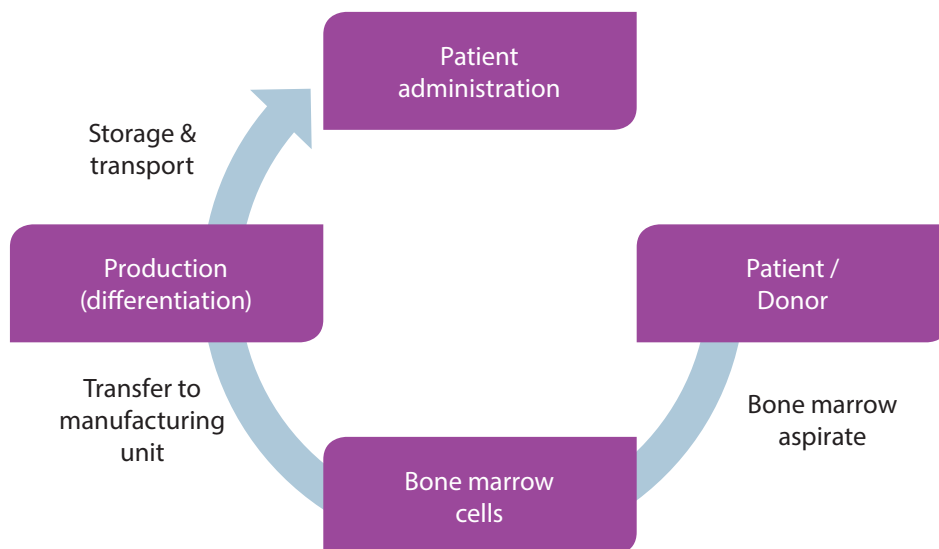 Patient
administration
Storage &
transport
Production
(differentiation)
Patient /
Donor
Transfer to
manufacturing
unit
Bone marrow
aspirate
Bone marrow
cells